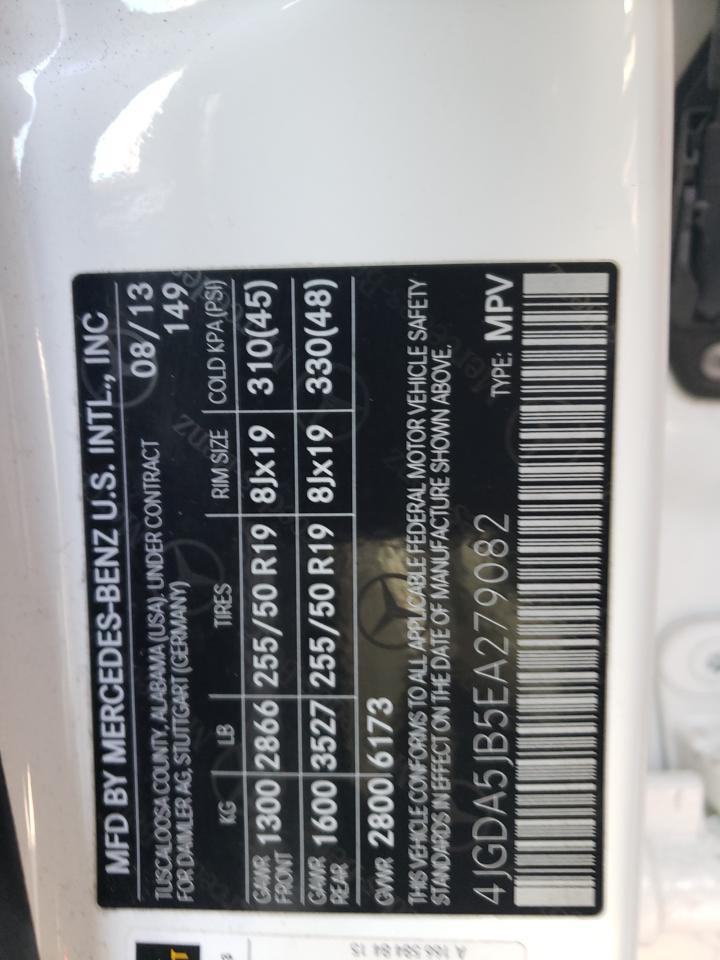 MFD BY MERCEDES-BENZ U.S. INTL., INC
TUSCALOOSA COUNTY, ALABAMA (USA), UNDER CONTRACT 08/13
FOR DAIMLER AG, STUTTGART (GERMANY) 149
KG LB TIRES RIM SIZE COLD KPA (PSI)
GAWR FRONT 1300 2866 255/50 R19 8Jx19 310(45)
GAWR REAR 1600 3527 255/50 R19 8Jx19 330(48)
GVWR 2800 6173
THIS VEHICLE CONFORMS TO ALL APPLICABLE FEDERAL MOTOR VEHICLE SAFETY
STANDARDS IN EFFECT ON THE DATE OF MANUFACTURE SHOWN ABOVE.
4JGDA5JB5EA279082 TYPE: MPV
A 166 584 84 15